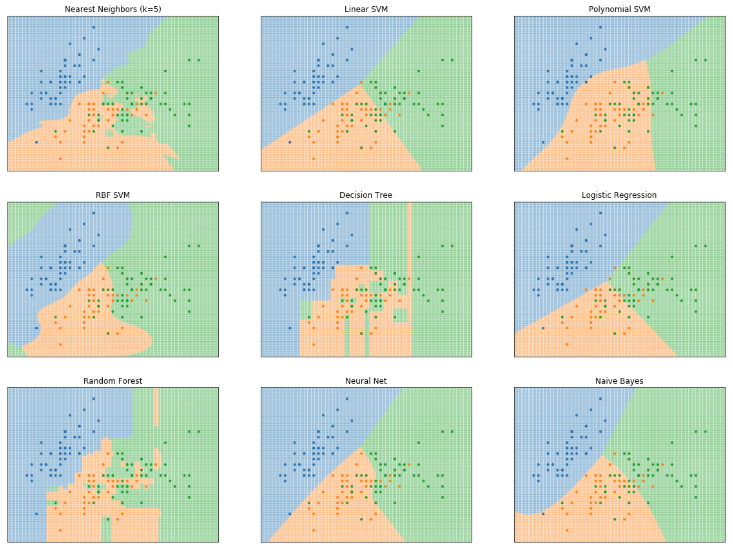 Nearest Neighbors (k=5)
Linear SVM
Polynomial SVM
RBF SVM
Decision Tree
Logistic Regression
Random Forest
Neural Net
Naive Bayes